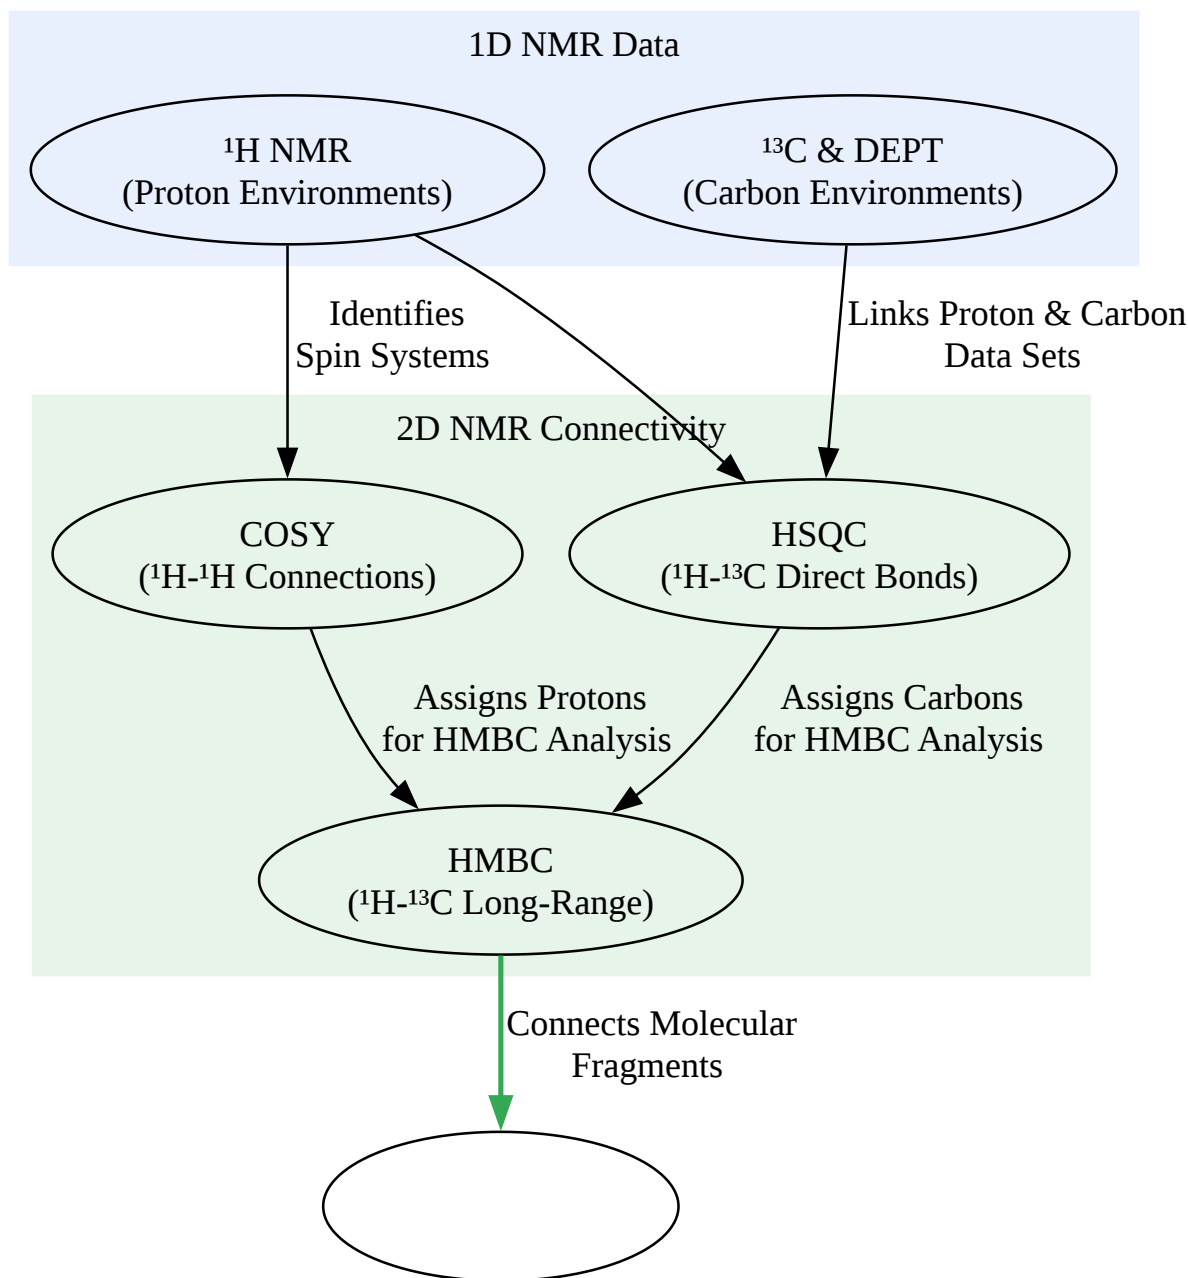 1D NMR Data
¹H NMR
(Proton Environments)
¹³C & DEPT
(Carbon Environments)
Identifies
Spin Systems
Links Proton & Carbon
Data Sets
2D NMR Connectivity
COSY
(¹H-¹H Connections)
HSQC
(¹H-¹³C Direct Bonds)
Assigns Protons
for HMBC Analysis
Assigns Carbons
for HMBC Analysis
HMBC
(¹H-¹³C Long-Range)
Connects Molecular
Fragments